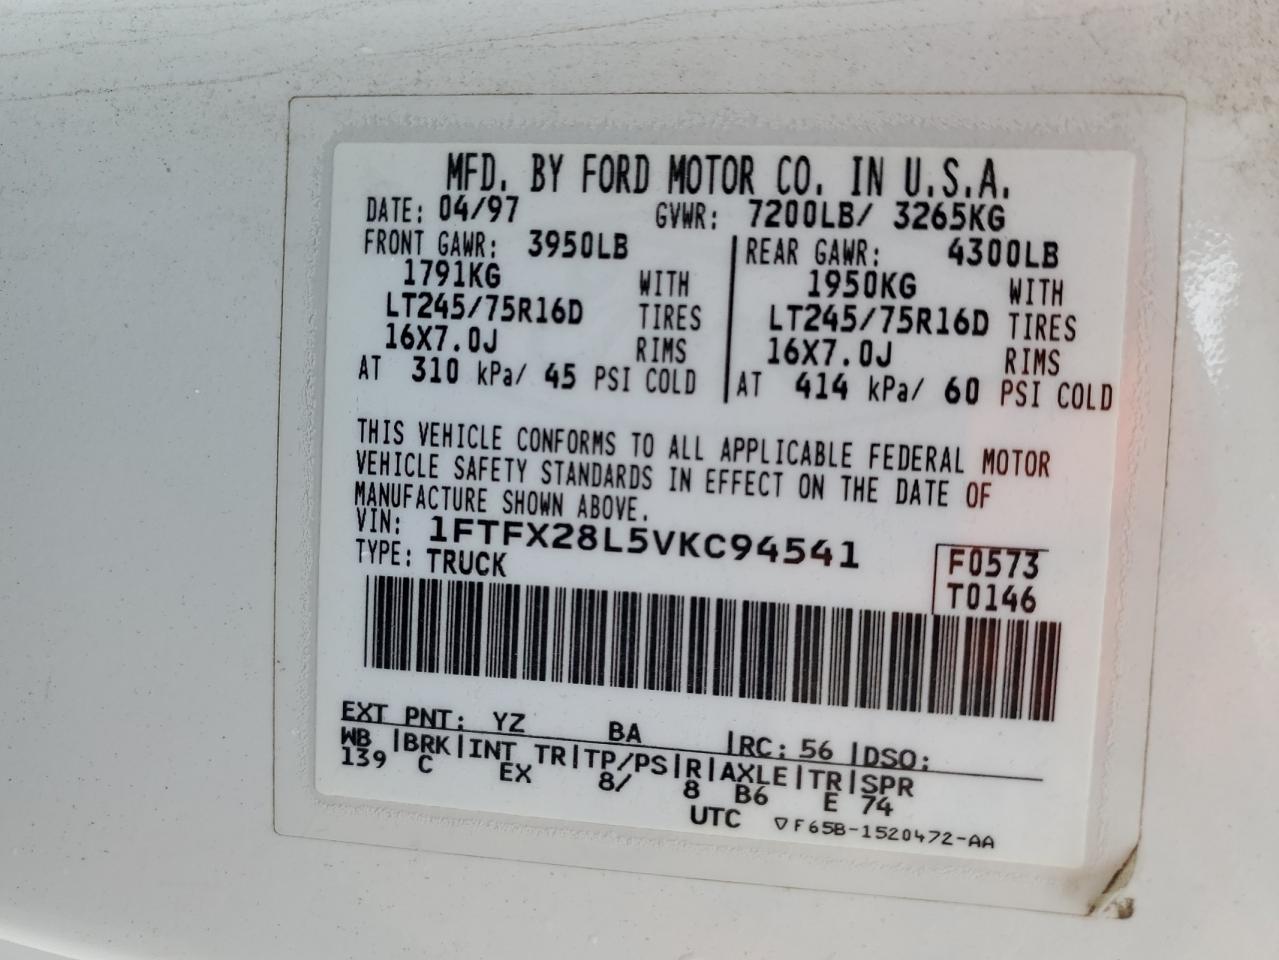 MFD. BY FORD MOTOR CO. IN U.S.A.
DATE: 04/97 GVWR: 7200LB/ 3265KG
FRONT GAWR: 3950LB
1791KG WITH
LT245/75R16D TIRES
16X7.0J RIMS
AT 310 kPa/ 45 PSI COLD
REAR GAWR: 4300LB
1950KG WITH
LT245/75R16D TIRES
16X7.0J RIMS
AT 414 kPa/ 60 PSI COLD
THIS VEHICLE CONFORMS TO ALL APPLICABLE FEDERAL MOTOR
VEHICLE SAFETY STANDARDS IN EFFECT ON THE DATE OF
MANUFACTURE SHOWN ABOVE.
VIN: 1FTFX28L5VKC94541
TYPE: TRUCK
F0573
T0146
EXT PNT: YZ BA |RC: 56 |DSO:
WB |BRK|INT TR|TP/PS|R|AXLE|TR|SPR
139 C EX 8/ 8 B6 E 74
UTC ▽F65B-1520472-AA